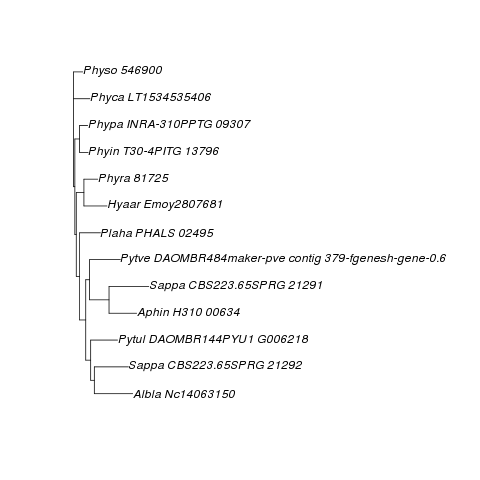 Physo 546900
Phyca LT1534535406
Phypa INRA-310PPTG 09307
Phyin T30-4PITG 13796
Phyra 81725
Hyaar Emoy2807681
Plaha PHALS 02495
Pytve DAOMBR484maker-pve contig 379-fgenesh-gene-0.6
Sappa CBS223.65SPRG 21291
Aphin H310 00634
Pytul DAOMBR144PYU1 G006218
Sappa CBS223.65SPRG 21292
Albla Nc14063150